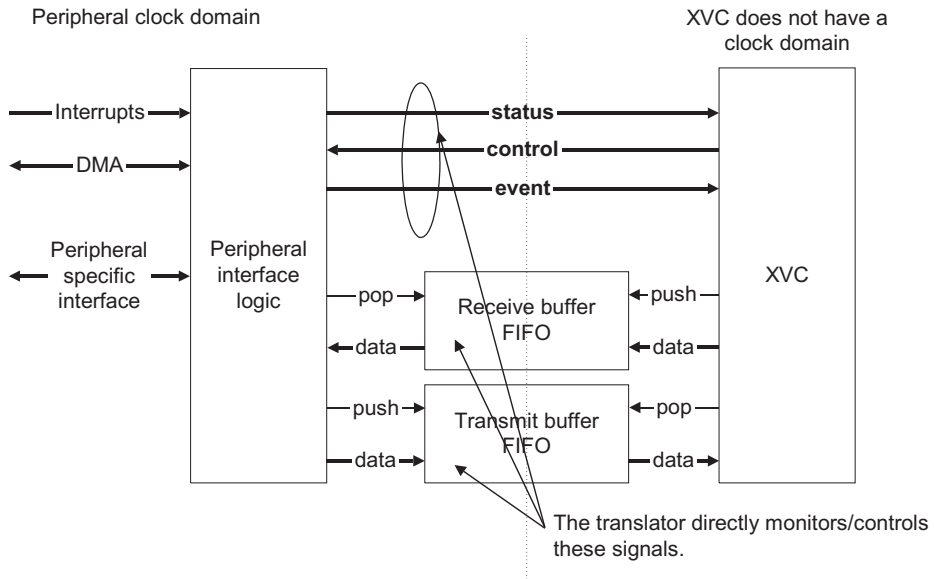 Peripheral clock domain
XVC does not have a
clock domain
Interrupts
DMA
Peripheral
specific
interface
Peripheral
interface
logic
status
control
event
XVC
pop
Receive buffer
FIFO
push
data
data
push
Transmit buffer
FIFO
pop
data
data
The translator directly monitors/controls
these signals.